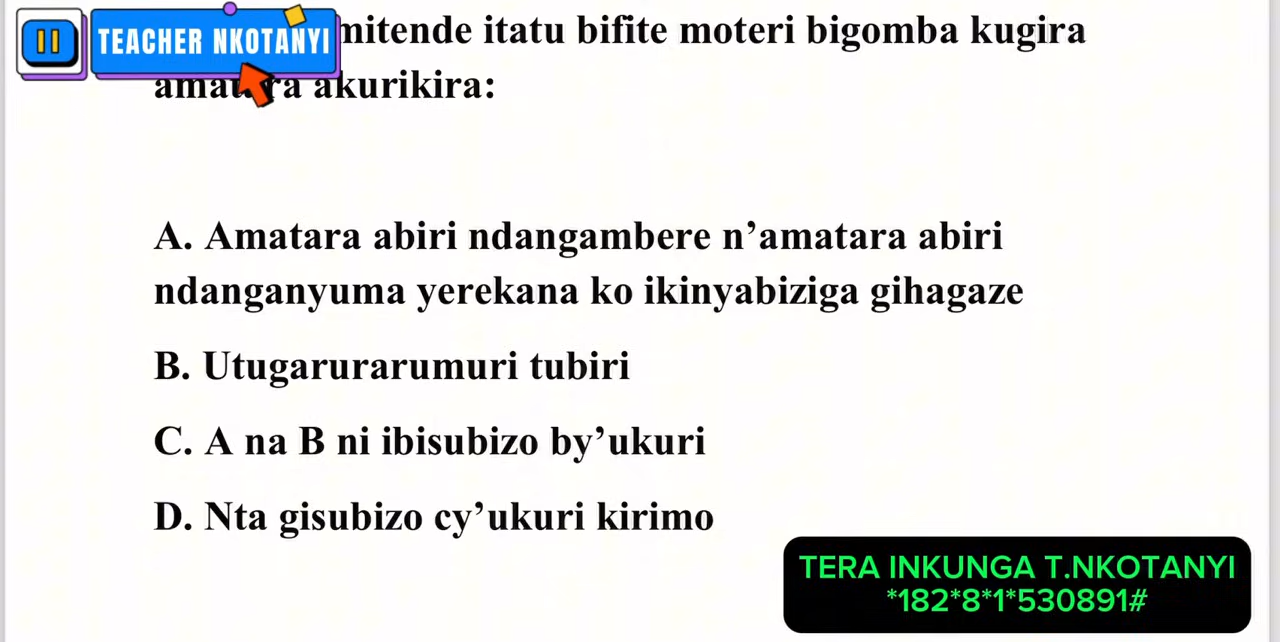 TEACHER NKOTANYI
mitende itatu bifite moteri bigomba kugira
akurikira:
A. Amatara abiri ndangambere n’amatara abiri
ndanganyuma yerekana ko ikinyabiziga gihagaze
B. Utugarurarumuri tubiri
C. A na B ni ibisubizo by’ukuri
D. Nta gisubizo cy’ukuri kirimo
TERA INKUNGA T.NKOTANYI
*182*8*1*530891#